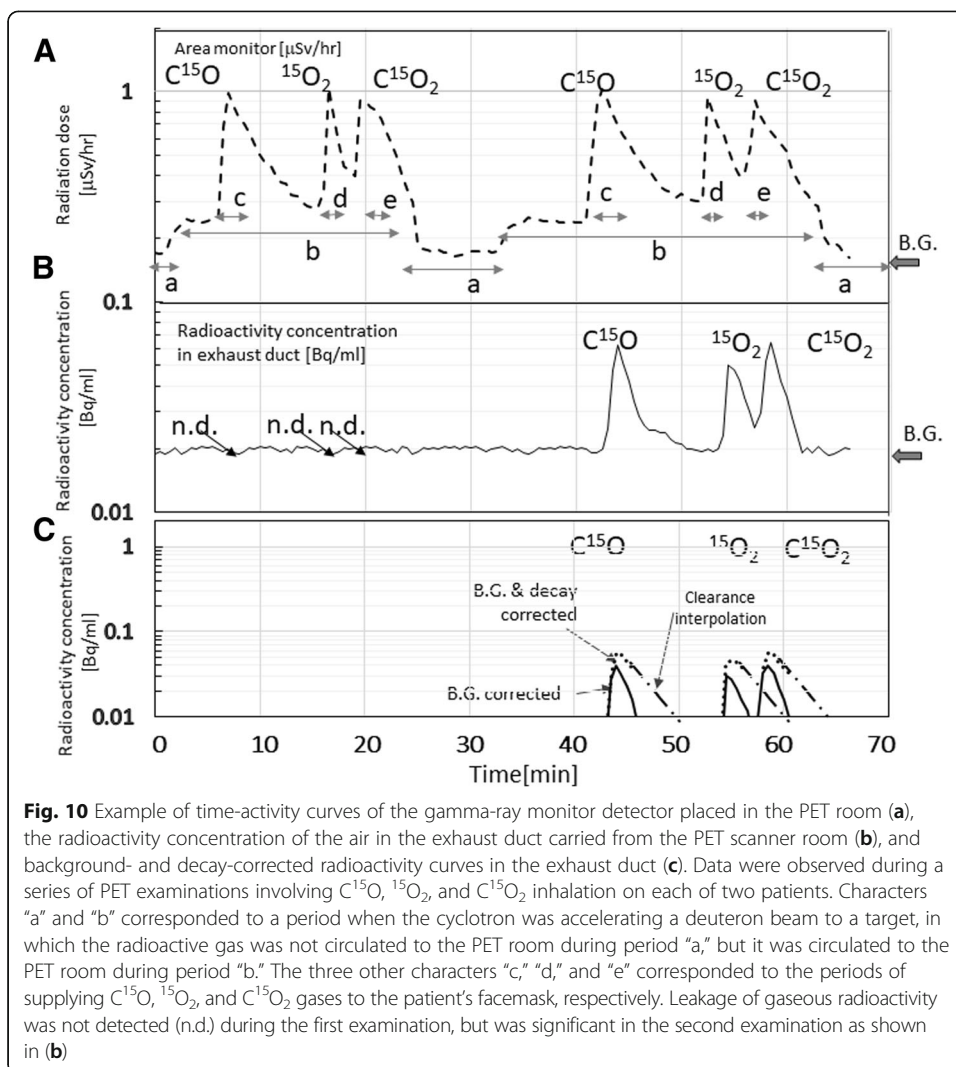 A
Area monitor [μSv/hr]
C¹⁵O
¹⁵O₂
C¹⁵O₂
C¹⁵O
¹⁵O₂
C¹⁵O₂
1
Radiation dose
[μSv/hr]
c
d
e
c
d
e
b
b
a
a
a
B.G.
B
0.1
Radioactivity concentration
in exhaust duct [Bq/ml]
C¹⁵O
¹⁵O₂
C¹⁵O₂
Radioactivity concentration
[Bq/ml]
n.d.
n.d.
n.d.
B.G.
0.01
C
1
C¹⁵O
¹⁵O₂
C¹⁵O₂
B.G. & decay
corrected
Clearance
interpolation
0.1
Radioactivity concentration
[Bq/ml]
B.G. corrected
0.01
0 10 20 30 40 50 60 70
Time[min]
Fig. 10 Example of time-activity curves of the gamma-ray monitor detector placed in the PET room (a),
the radioactivity concentration of the air in the exhaust duct carried from the PET scanner room (b), and
background- and decay-corrected radioactivity curves in the exhaust duct (c). Data were observed during a
series of PET examinations involving C¹⁵O, ¹⁵O₂, and C¹⁵O₂ inhalation on each of two patients. Characters
“a” and “b” corresponded to a period when the cyclotron was accelerating a deuteron beam to a target, in
which the radioactive gas was not circulated to the PET room during period “a,” but it was circulated to the
PET room during period “b.” The three other characters “c,” “d,” and “e” corresponded to the periods of
supplying C¹⁵O, ¹⁵O₂, and C¹⁵O₂ gases to the patient’s facemask, respectively. Leakage of gaseous radioactivity
was not detected (n.d.) during the first examination, but was significant in the second examination as shown
in (b)